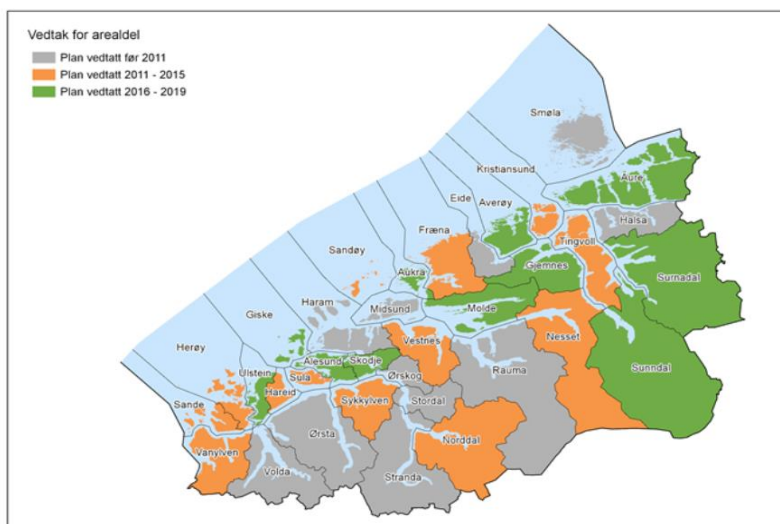 Vedtak for arealdel
Plan vedtatt før 2011
Plan vedtatt 2011 - 2015
Plan vedtatt 2016 - 2019
Smøla
Kristiansund
Aure
Eide
Averøy
Halsa
Fræna
Tingvoll
Sandøy
Aukra
Gjemnes
Surnadal
Haram
Midsund
Molde
Giske
Vestnes
Nesset
Herøy
Ålesund
Skodje
Sunndal
Ulstein
Sula
Ørskog
Rauma
Hareid
Sande
Sykkylven
Stordal
Ørsta
Norddal
Vanylven
Volda
Stranda